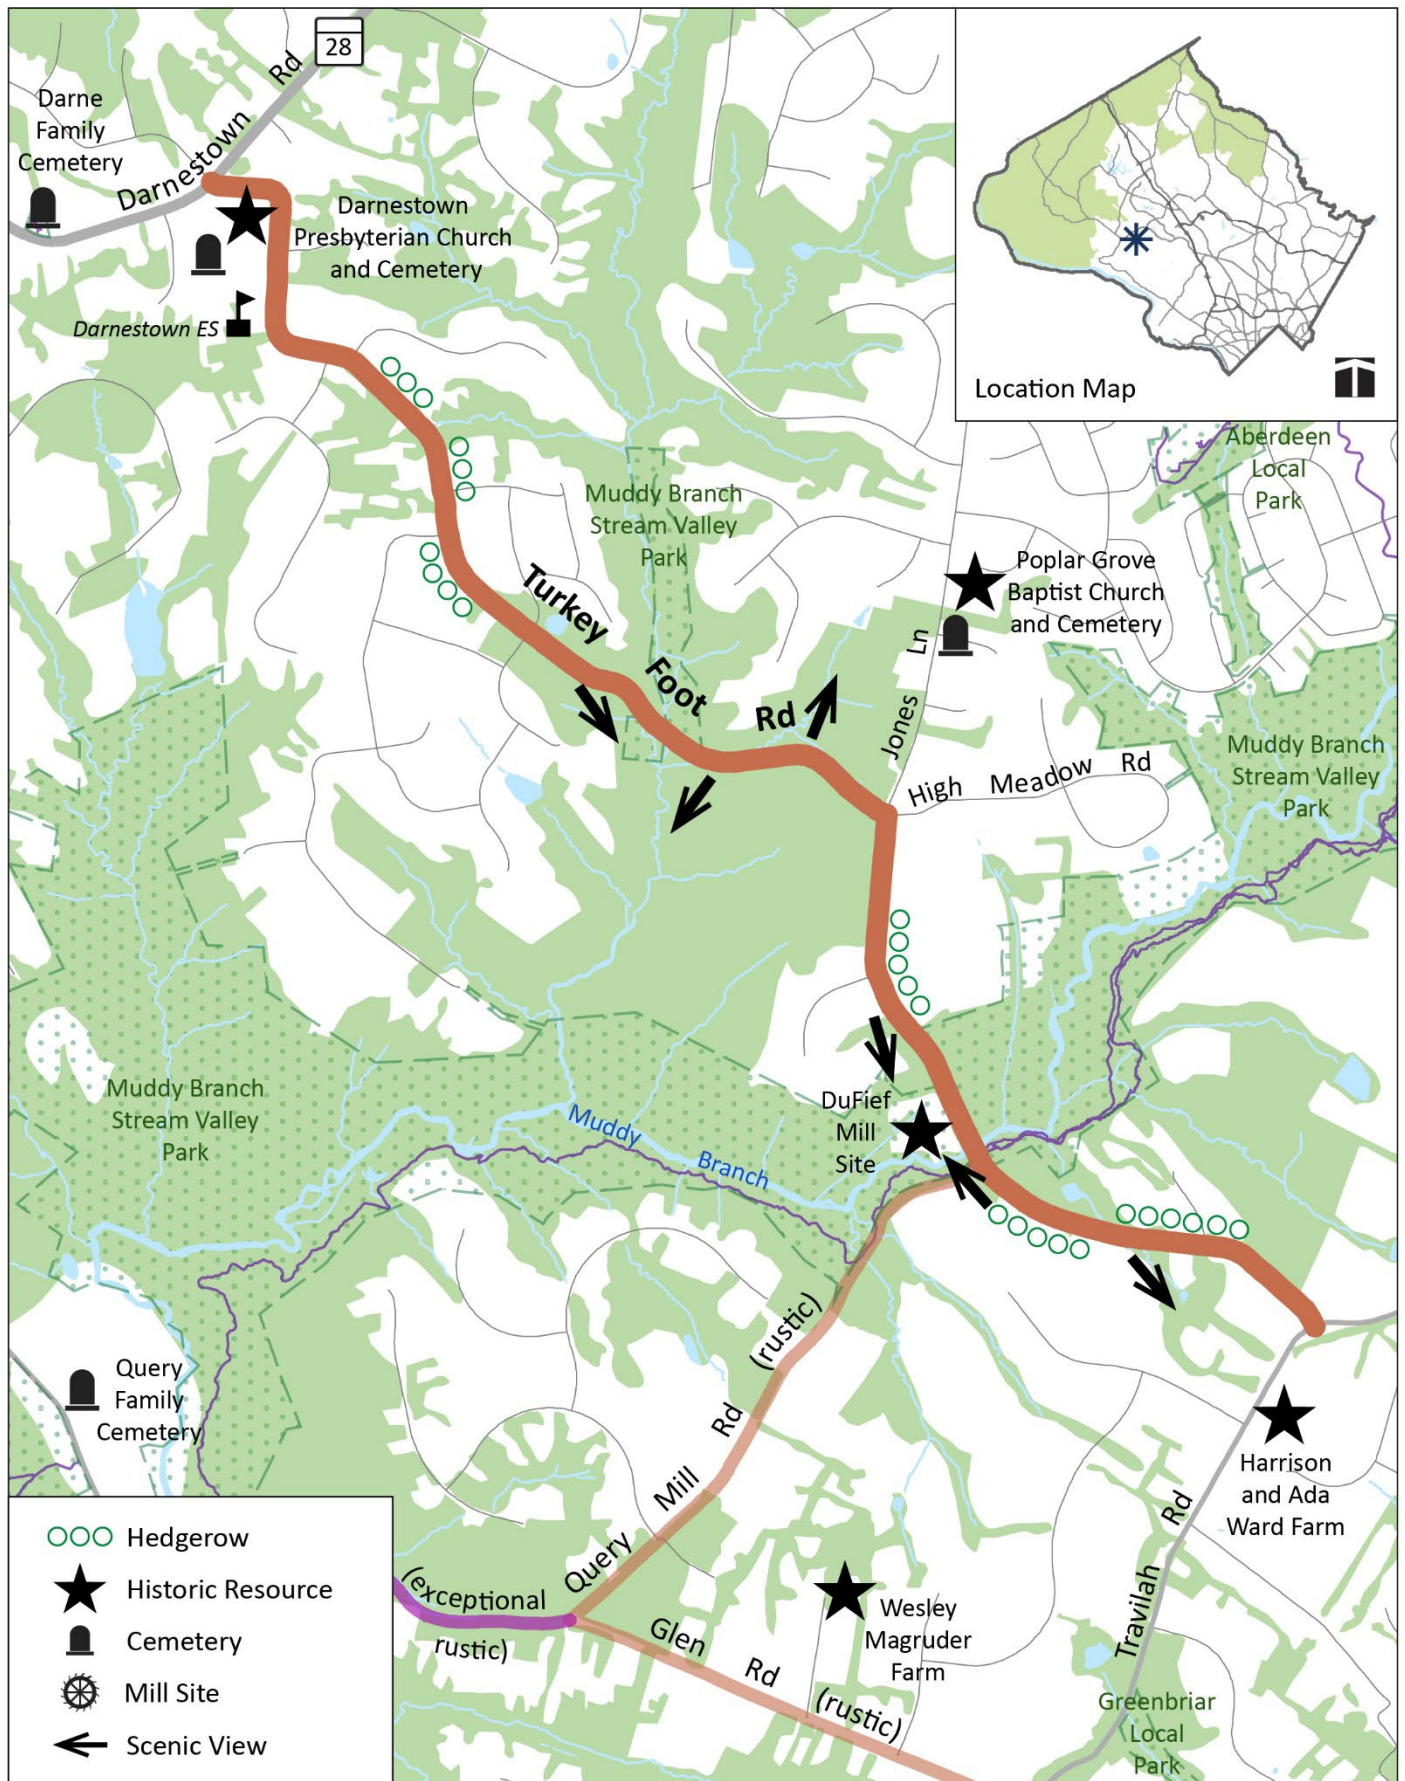 28
Darnestown Rd
Darne
Family
Cemetery
Darnestown
Presbyterian Church
and Cemetery
Darnestown ES
Location Map
Aberdeen
Local
Park
Muddy Branch
Stream Valley
Park
Turkey Foot Rd
Poplar Grove
Baptist Church
and Cemetery
Jones Ln
High Meadow Rd
Muddy Branch
Stream Valley
Park
Muddy Branch
Stream Valley
Park
Muddy Branch
DuFief
Mill
Site
Query
Family
Cemetery
Query Mill Rd (rustic)
Harrison
and Ada
Ward Farm
Travilah Rd
(exceptional
rustic)
Glen Rd (rustic)
Wesley
Magruder
Farm
Greenbriar
Local
Park
Hedgerow
Historic Resource
Cemetery
Mill Site
Scenic View